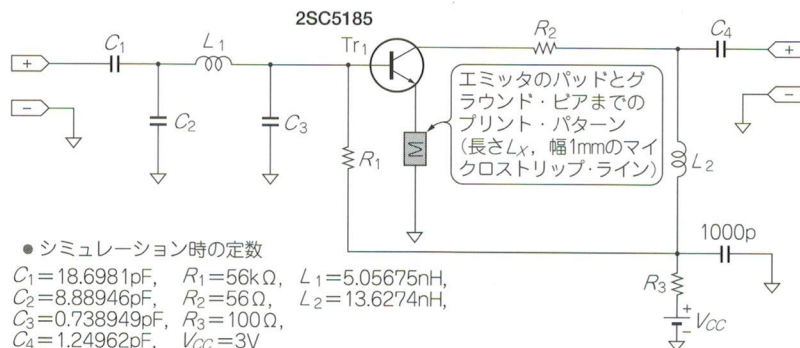 2SC5185
C1
L1
Tr1
R2
C4
+
+
−
−
C2
C3
R1
エミッタのパッドとグ
ラウンド・ビアまでの
プリント・パターン
(長さLX，幅1mmのマイ
クロストリップ・ライン)
M
L2
1000p
R3
+
−
VCC
● シミュレーション時の定数
C1＝18.6981pF,　R1＝56kΩ,　L1＝5.05675nH,
C2＝8.88946pF,　R2＝56Ω,　L2＝13.6274nH,
C3＝0.738949pF,　R3＝100Ω,
C4＝1.24962pF,　VCC＝3V